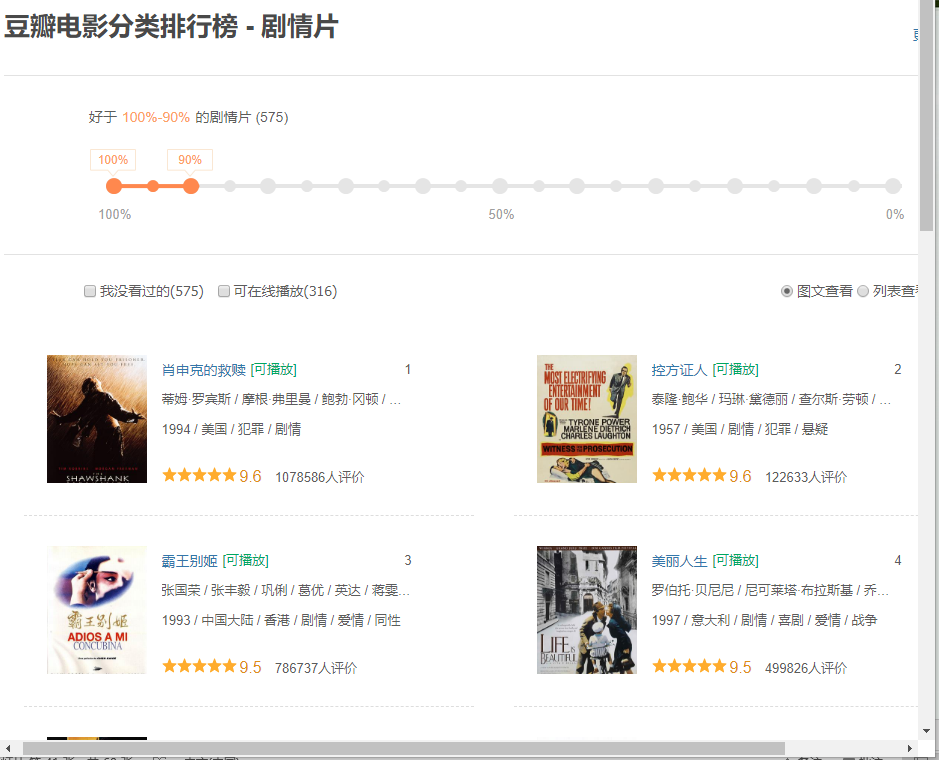 豆瓣电影分类排行榜 - 剧情片
好于 100%-90% 的剧情片 (575)
100% 90%
100% 50% 0%
我没看过的(575) 可在线播放(316) 图文查看 列表查看
THE MOST ELECTRIFYING
ENTERTAINMENT
OF OUR TIME!
TYRONE POWER
MARLENE DIETRICH
CHARLES LAUGHTON
WITNESS FOR THE PROSECUTION
SHAWSHANK
肖申克的救赎 [可播放] 1
蒂姆·罗宾斯 / 摩根·弗里曼 / 鲍勃·冈顿 / ...
1994 / 美国 / 犯罪 / 剧情
9.6 1078586人评价
控方证人 [可播放] 2
泰隆·鲍华 / 玛琳·黛德丽 / 查尔斯·劳顿 / ...
1957 / 美国 / 剧情 / 犯罪 / 悬疑
9.6 122633人评价
霸王别姬
ADIOS A MI
CONCUBINA
霸王别姬 [可播放] 3
张国荣 / 张丰毅 / 巩俐 / 葛优 / 英达 / 蒋雯...
1993 / 中国大陆 / 香港 / 剧情 / 爱情 / 同性
9.5 786737人评价
LIFE IS
BEAUTIFUL
美丽人生 [可播放] 4
罗伯托·贝尼尼 / 尼可莱塔·布拉斯基 / 乔...
1997 / 意大利 / 剧情 / 喜剧 / 爱情 / 战争
9.5 499826人评价